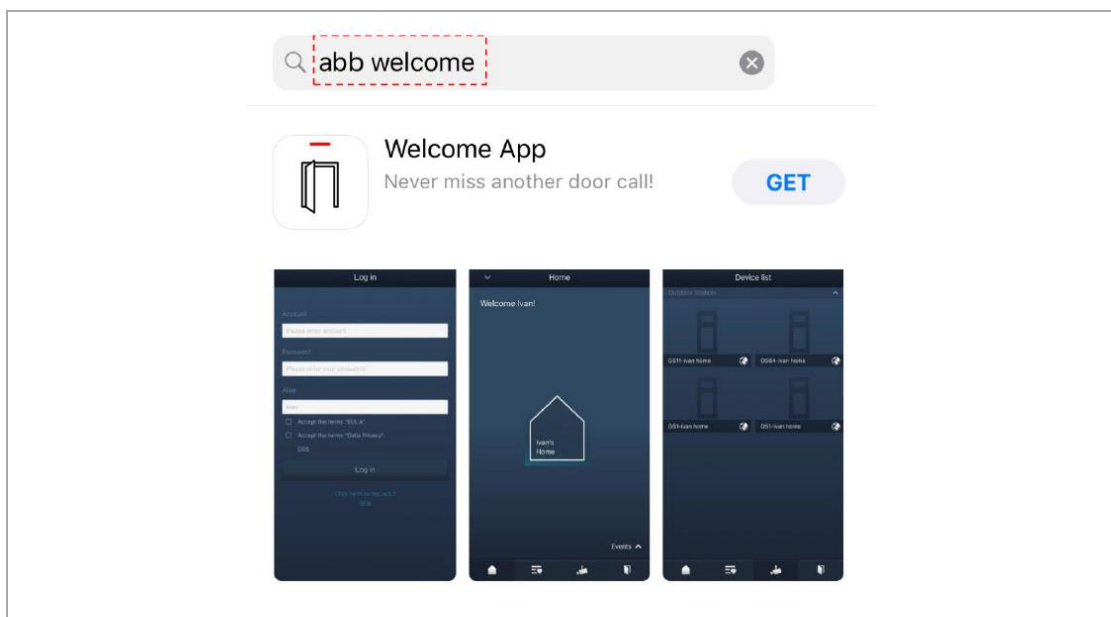 abb welcome
Welcome App
Never miss another door call!
GET
Log in
Account
Please enter account
Password
Please enter your password
Alias
Ivan
Accept the terms "EULA"
Accept the terms "Data Privacy"
Log in
Home
Welcome Ivan!
Ivan's
Home
Events
Device list
Outdoor Station
OS11-ivan home
OS64-ivan home
OS1-ivan home
OS1-ivan home